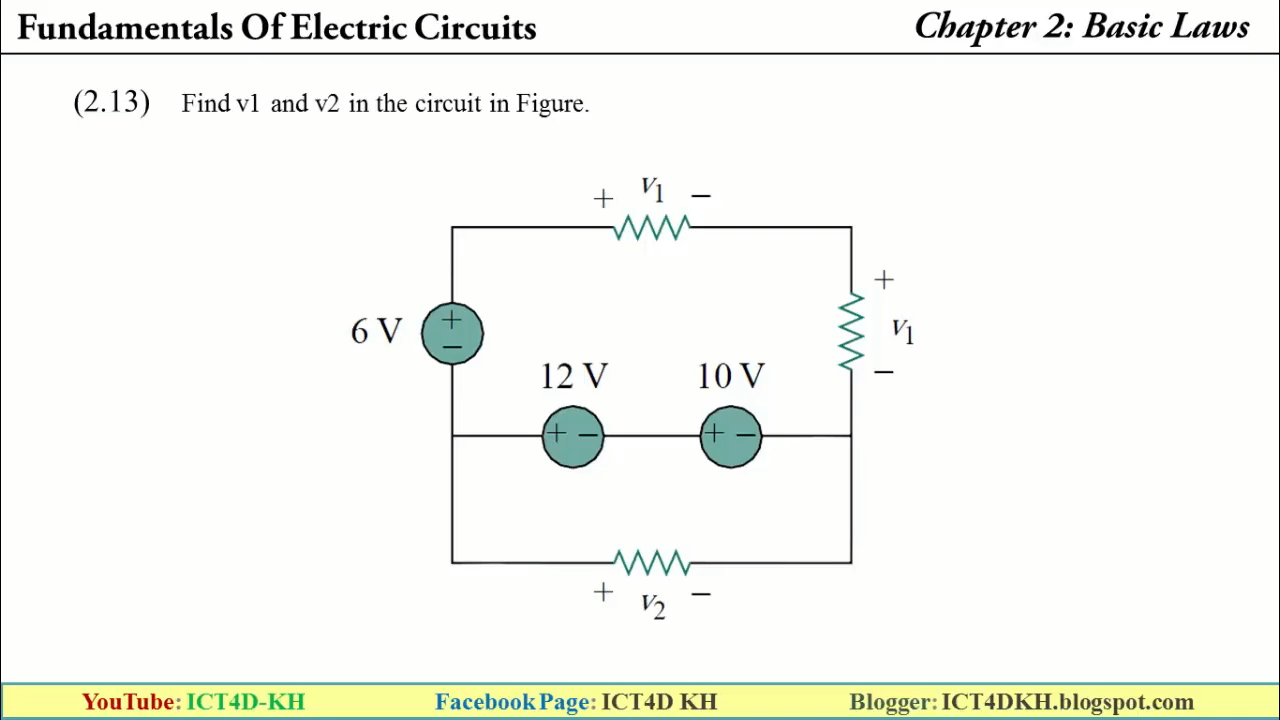 Fundamentals Of Electric Circuits
Chapter 2: Basic Laws
(2.13) Find v1 and v2 in the circuit in Figure.
+ v1 −
6 V
+
−
+
v1
−
12 V
10 V
+ −
+ −
+ v2 −
YouTube: ICT4D-KH
Facebook Page: ICT4D KH
Blogger: ICT4DKH.blogspot.com